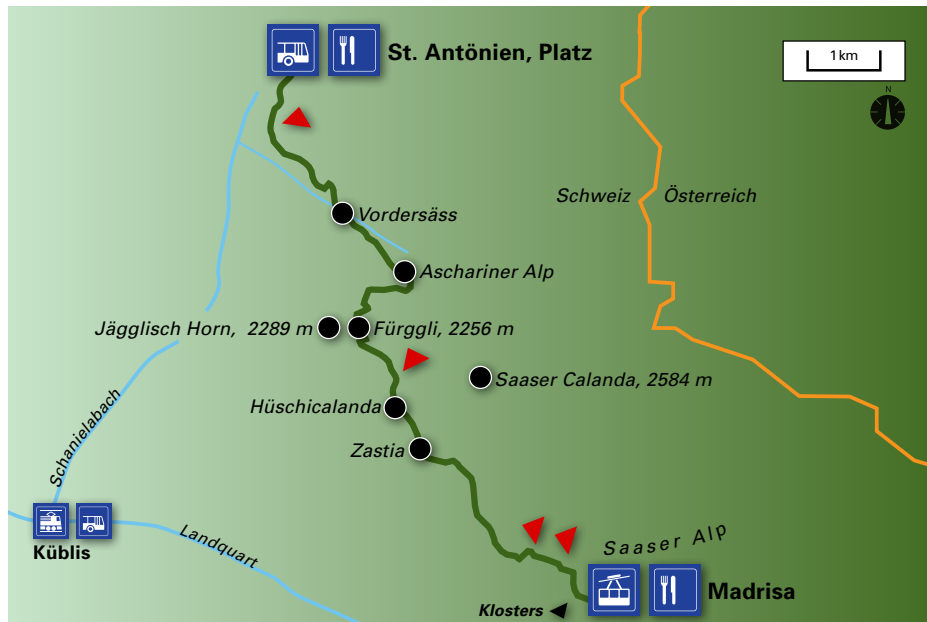 St. Antönien, Platz
1 km
N
Schweiz
Österreich
Vordersäss
Aschariner Alp
Jägglisch Horn, 2289 m
Fürggli, 2256 m
Saaser Calanda, 2584 m
Hüschicalanda
Zastia
Schanielabach
Küblis
Landquart
Saaser Alp
Madrisa
Klosters